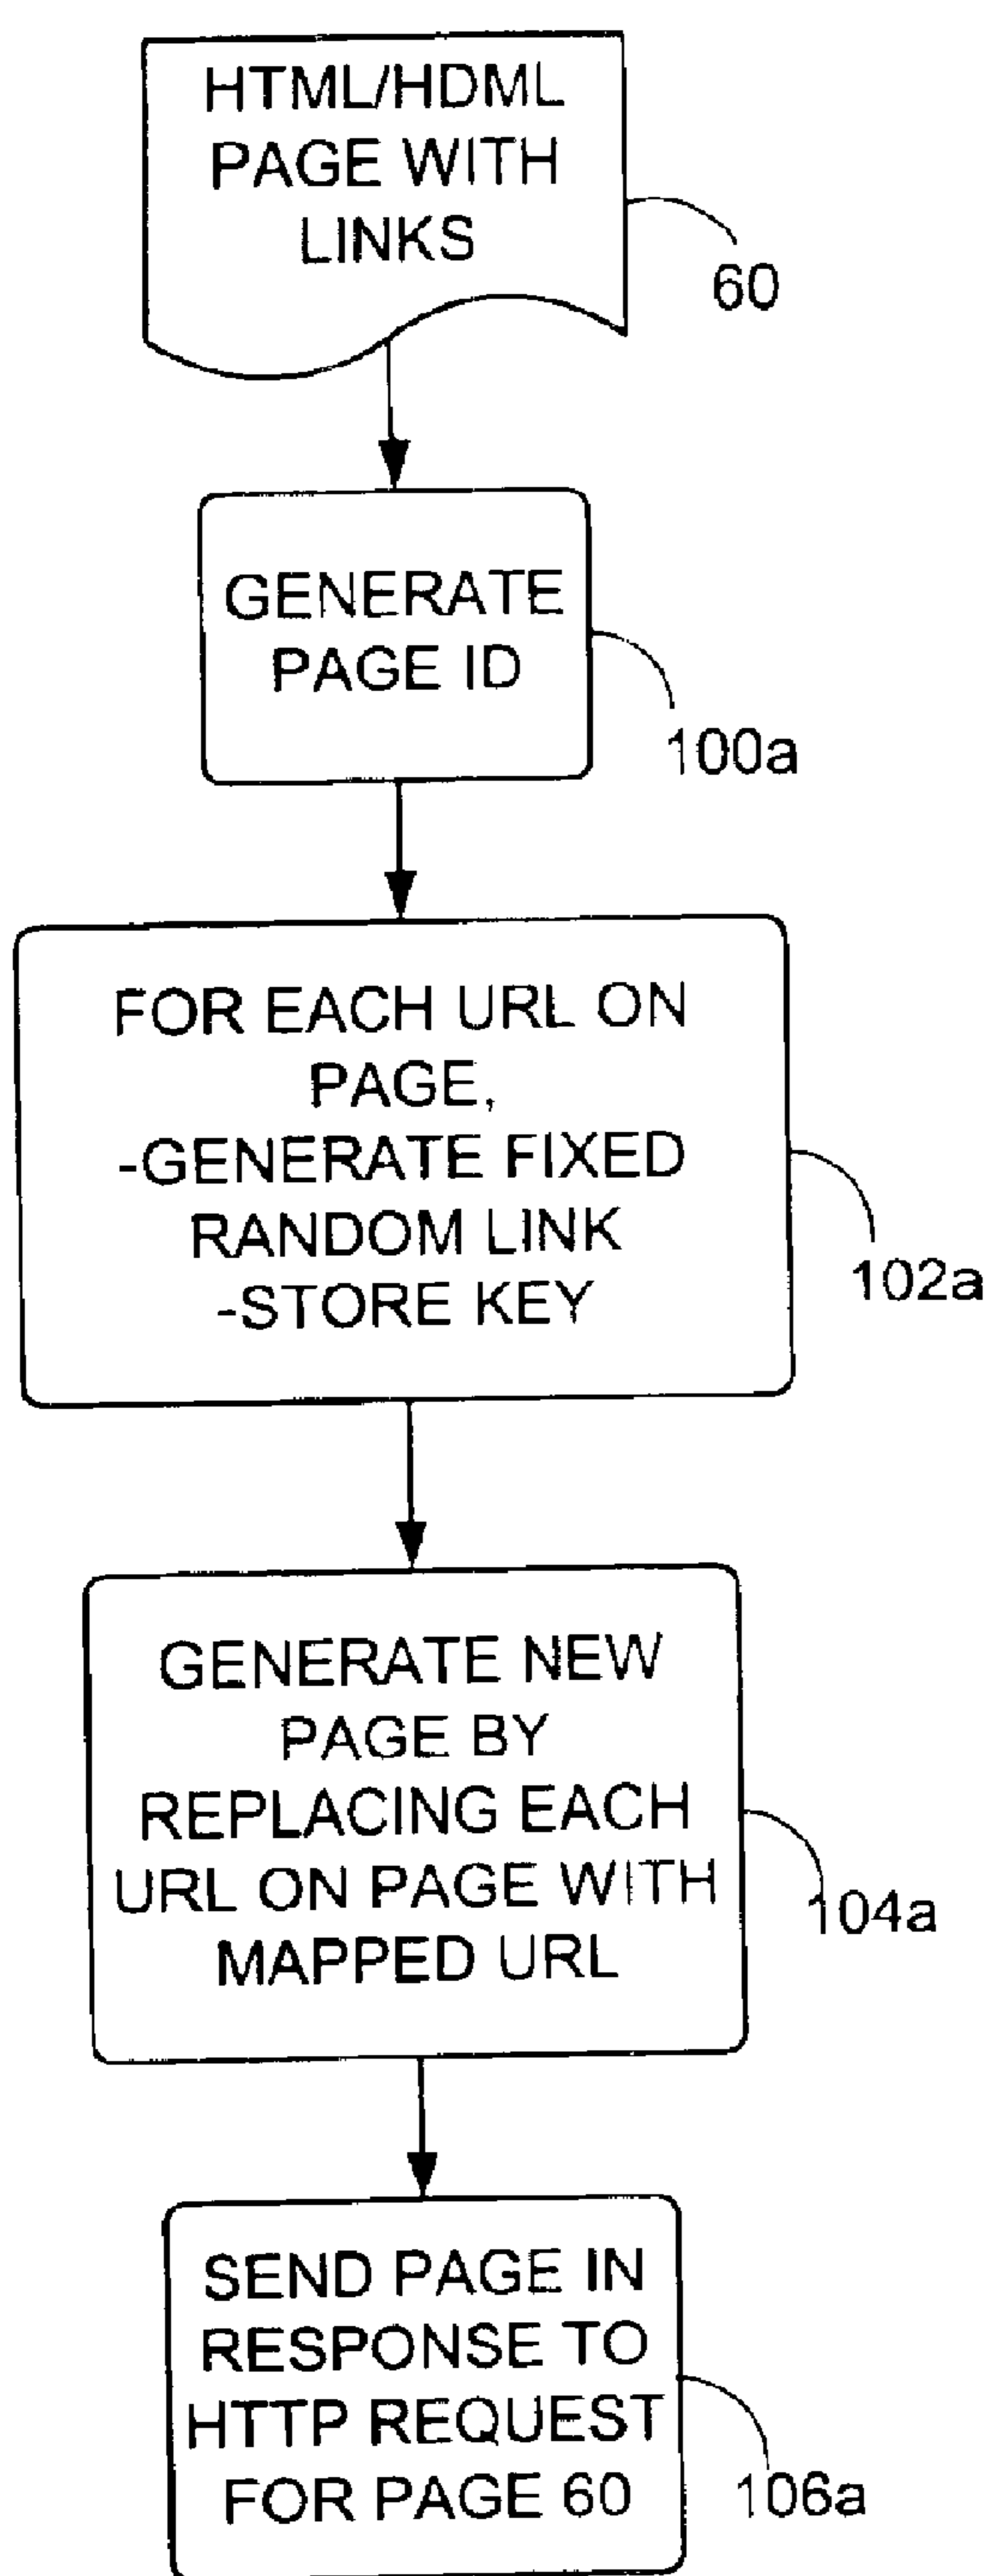 HTML/HDML
PAGE WITH
LINKS
60
GENERATE
PAGE ID
100a
FOR EACH URL ON
PAGE,
-GENERATE FIXED
RANDOM LINK
-STORE KEY
102a
GENERATE NEW
PAGE BY
REPLACING EACH
URL ON PAGE WITH
MAPPED URL
104a
SEND PAGE IN
RESPONSE TO
HTTP REQUEST
FOR PAGE 60
106a